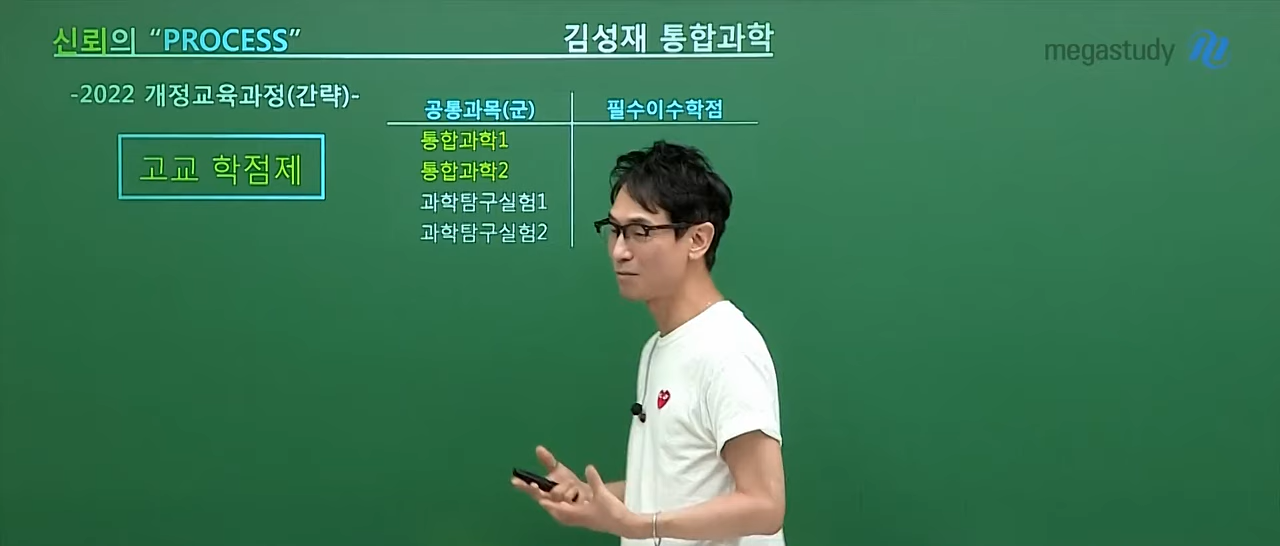 신뢰의 “PROCESS” 김성재 통합과학
megastudy
-2022 개정교육과정(간략)-
고교 학점제
공통과목(군) 필수이수학점
통합과학1
통합과학2
과학탐구실험1
과학탐구실험2